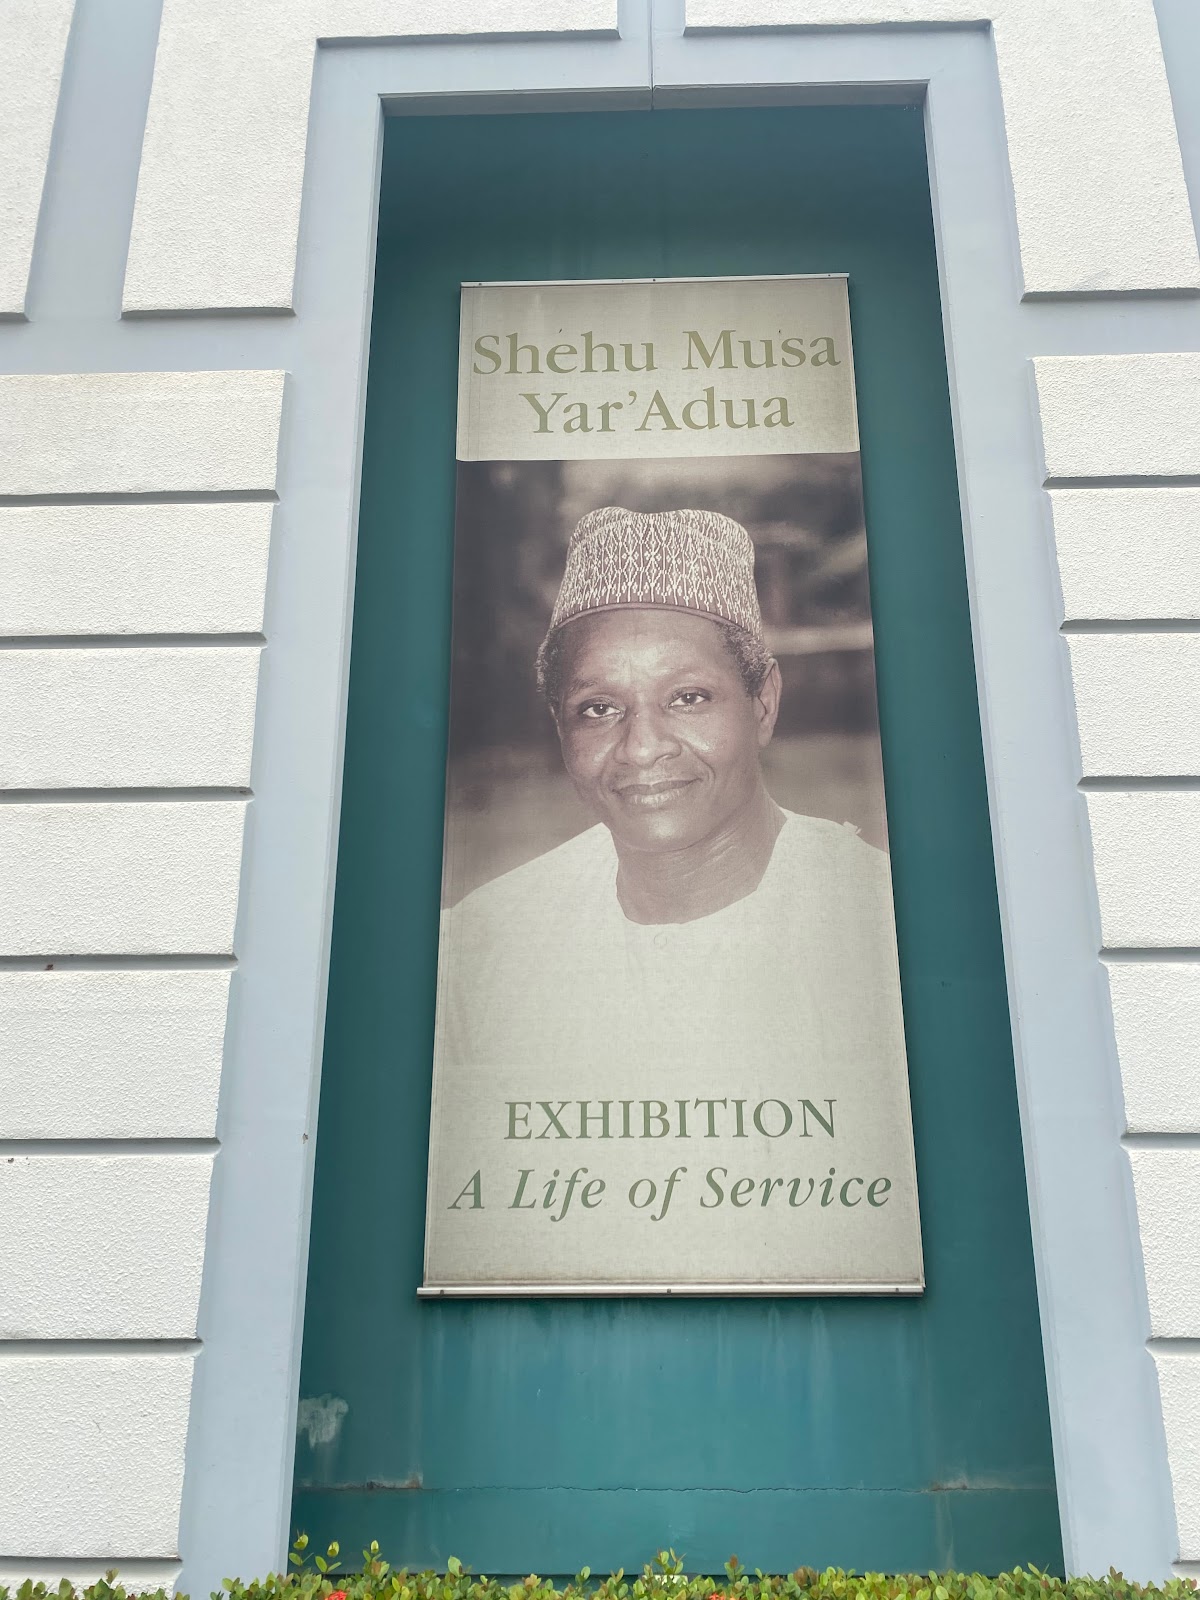 Shehu Musa
Yar’Adua
EXHIBITION
A Life of Service